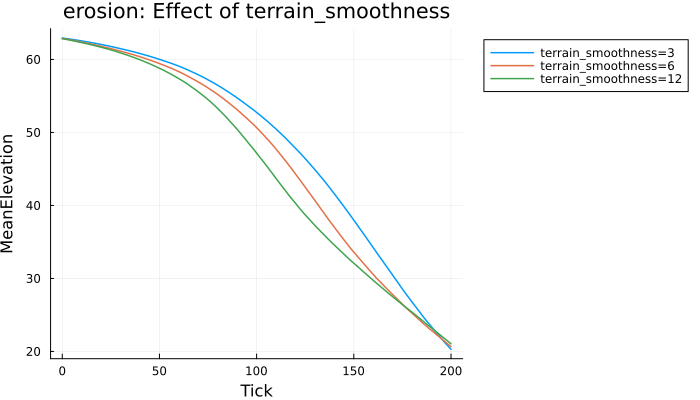 erosion: Effect of terrain_smoothness
MeanElevation
60
50
40
30
20
0 50 100 150 200
Tick
terrain_smoothness=3
terrain_smoothness=6
terrain_smoothness=12